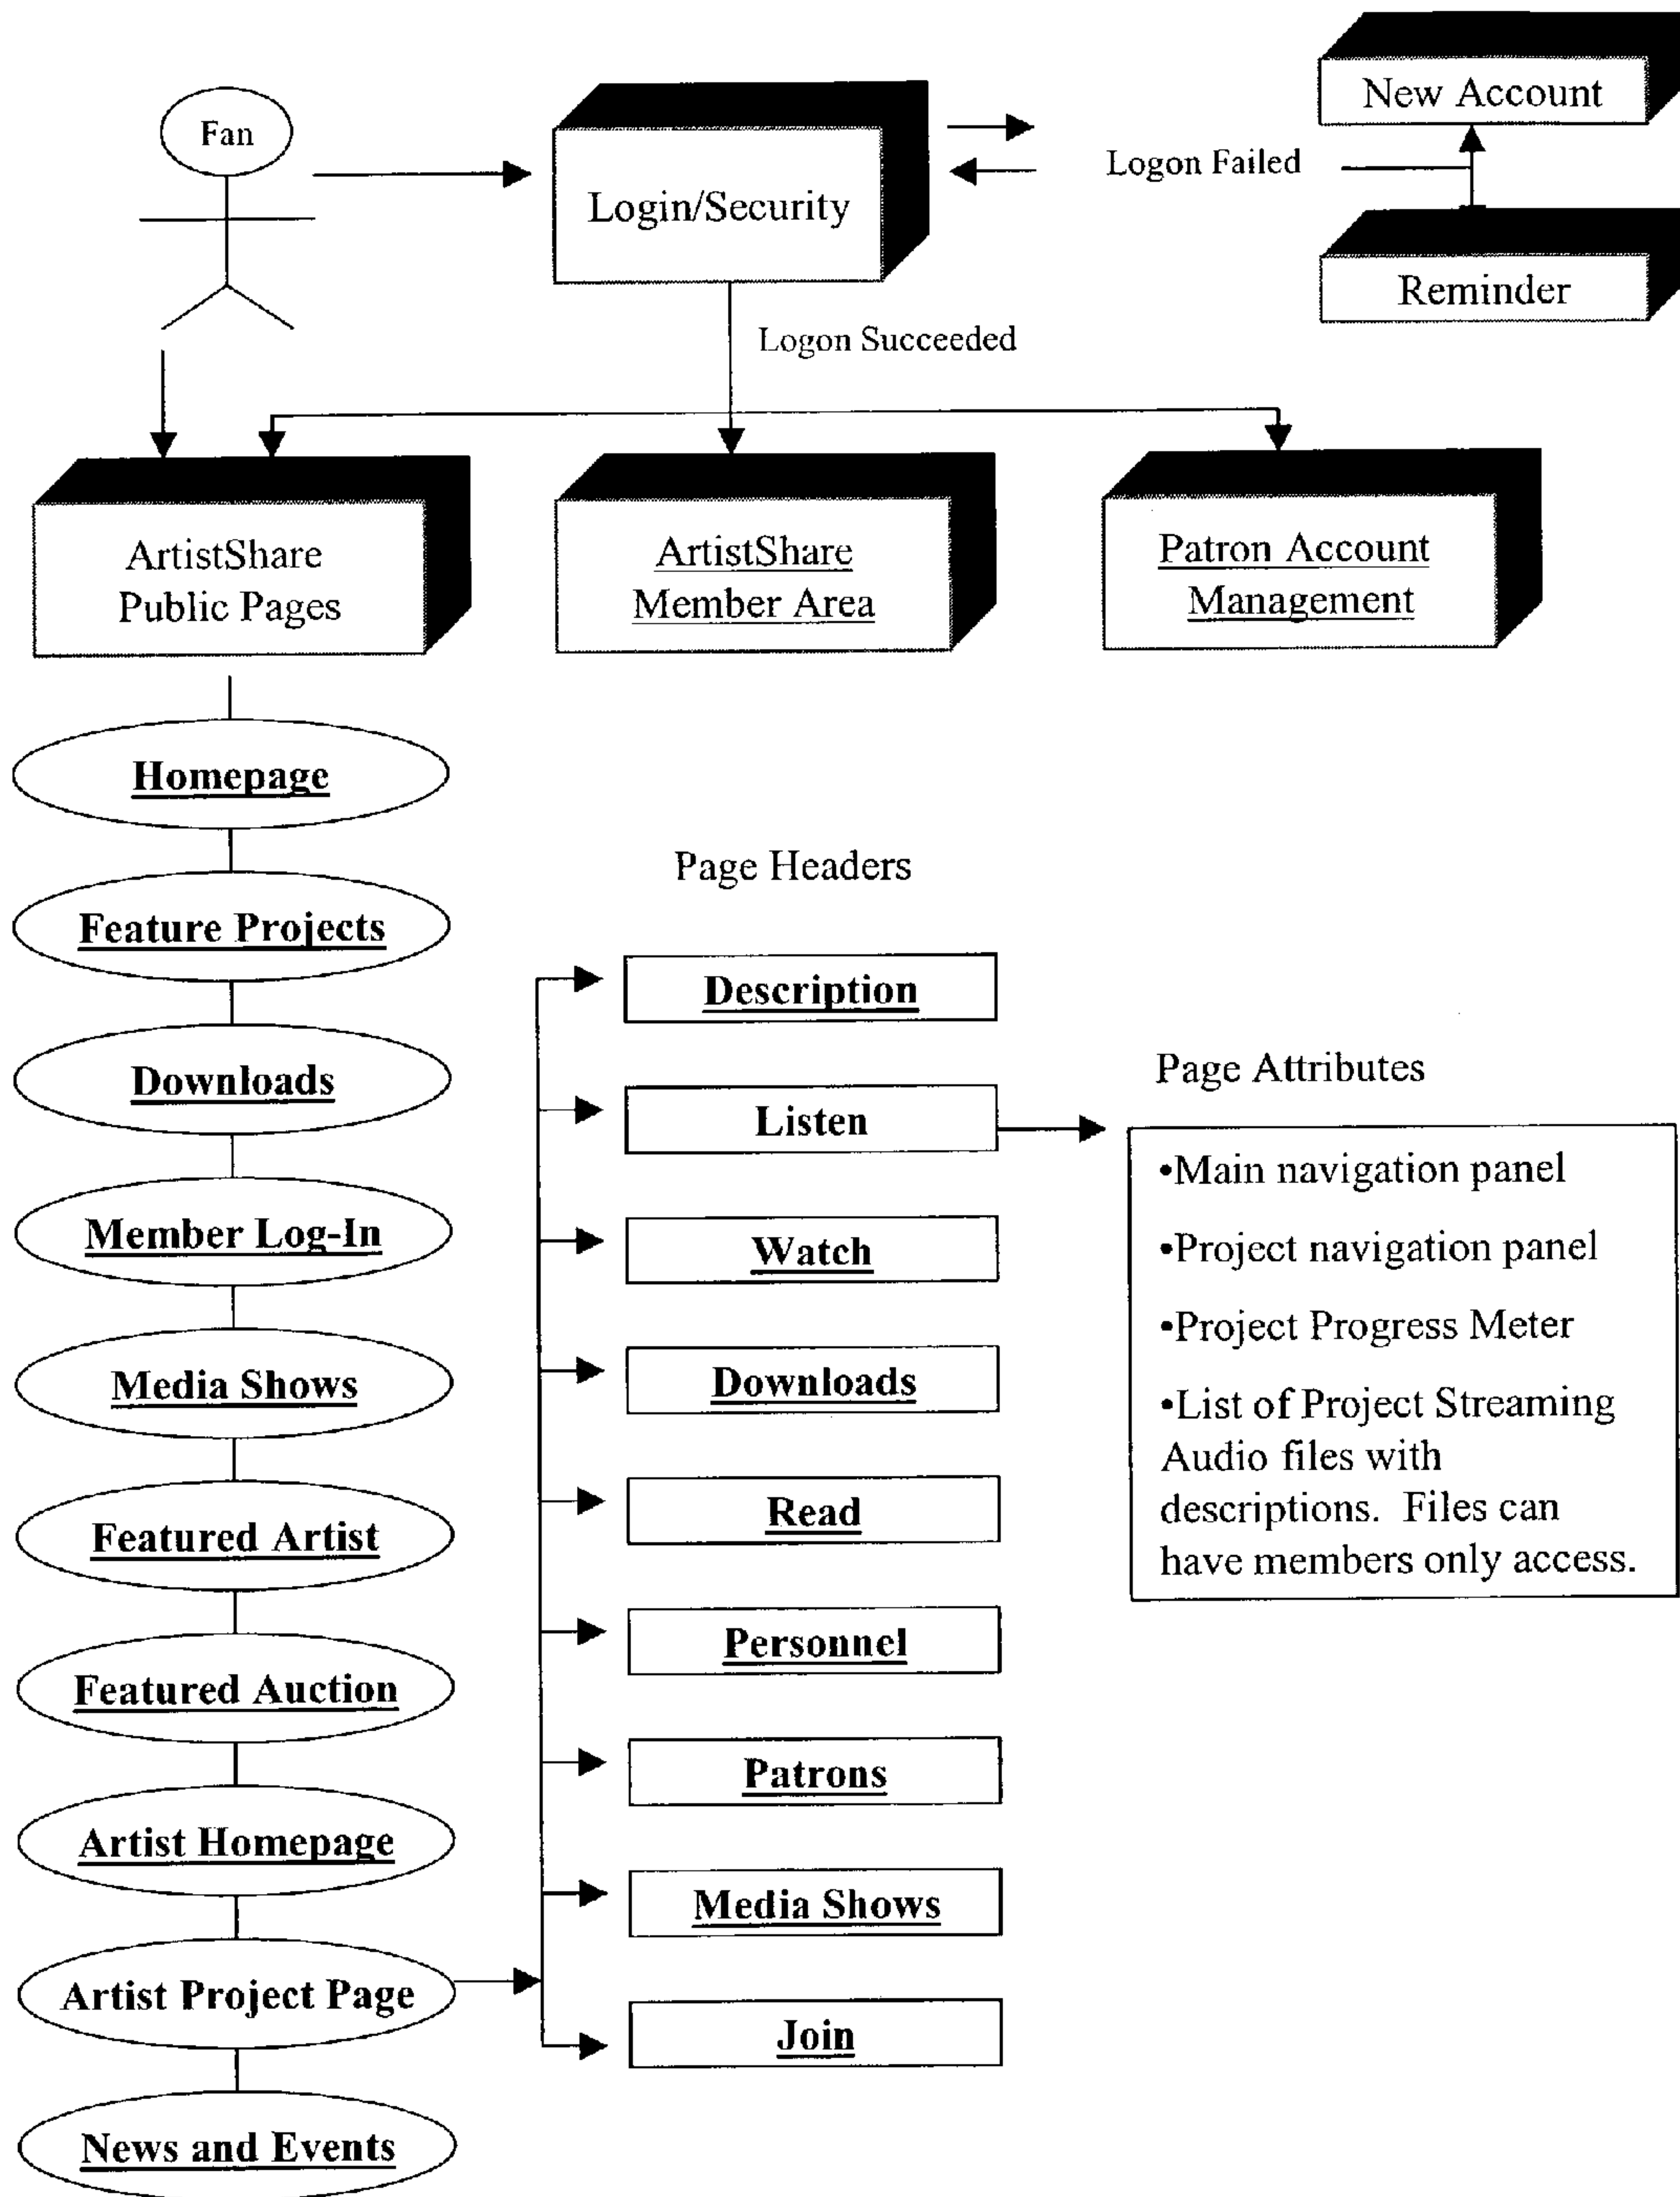 New Account
Fan
Logon Failed
Login/Security
Reminder
Logon Succeeded
ArtistShare
Public Pages
ArtistShare
Member Area
Patron Account
Management
Homepage
Feature Projects
Downloads
Member Log-In
Media Shows
Featured Artist
Featured Auction
Artist Homepage
Artist Project Page
News and Events
Page Headers
Description
Listen
Watch
Downloads
Read
Personnel
Patrons
Media Shows
Join
Page Attributes
•Main navigation panel
•Project navigation panel
•Project Progress Meter
•List of Project Streaming
Audio files with
descriptions. Files can
have members only access.